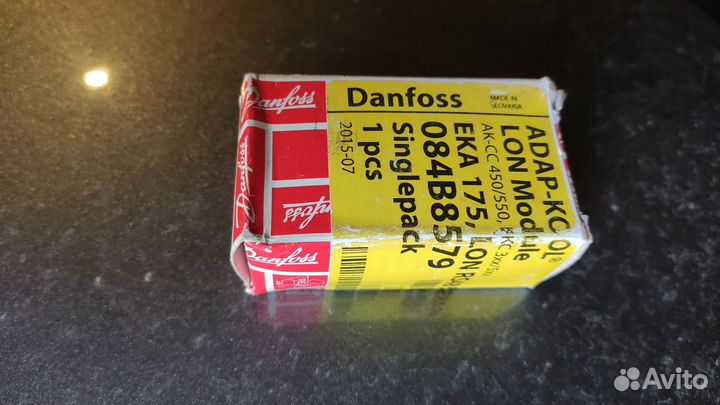 Danfoss
MADE IN
SLOVAKIA
ADAP-KOOL®
LON Module
AK-CC 450/550,
EKA 175, LON
084B8579
Singlepack
1 pcs
2015-07
Danfoss
Danfoss
Danfoss
Danfoss
Avito